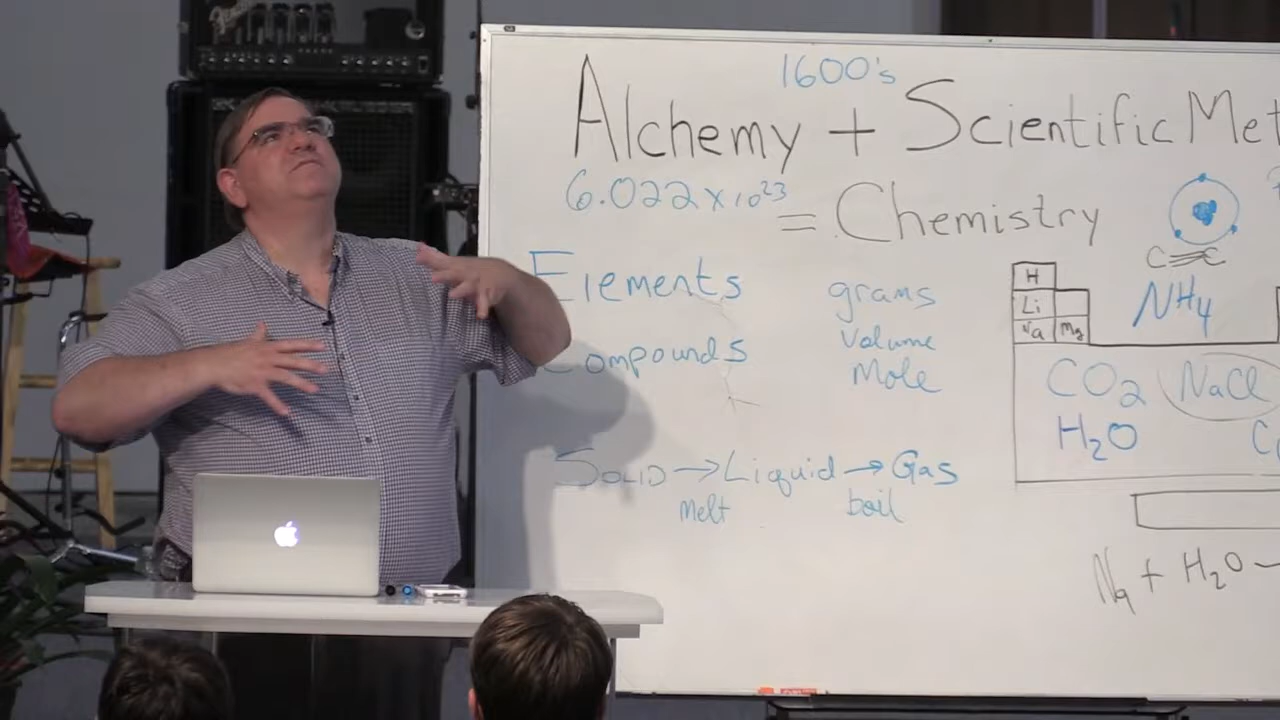 1600's
Alchemy + Scientific Met
6.022x10²³
= Chemistry
Elements grams
Compounds Volume
Mole
C≡C
NH4
H
Li
Na Mg
CO2 NaCl
H2O
SOLID → Liquid → Gas
melt boil
Na + H2O